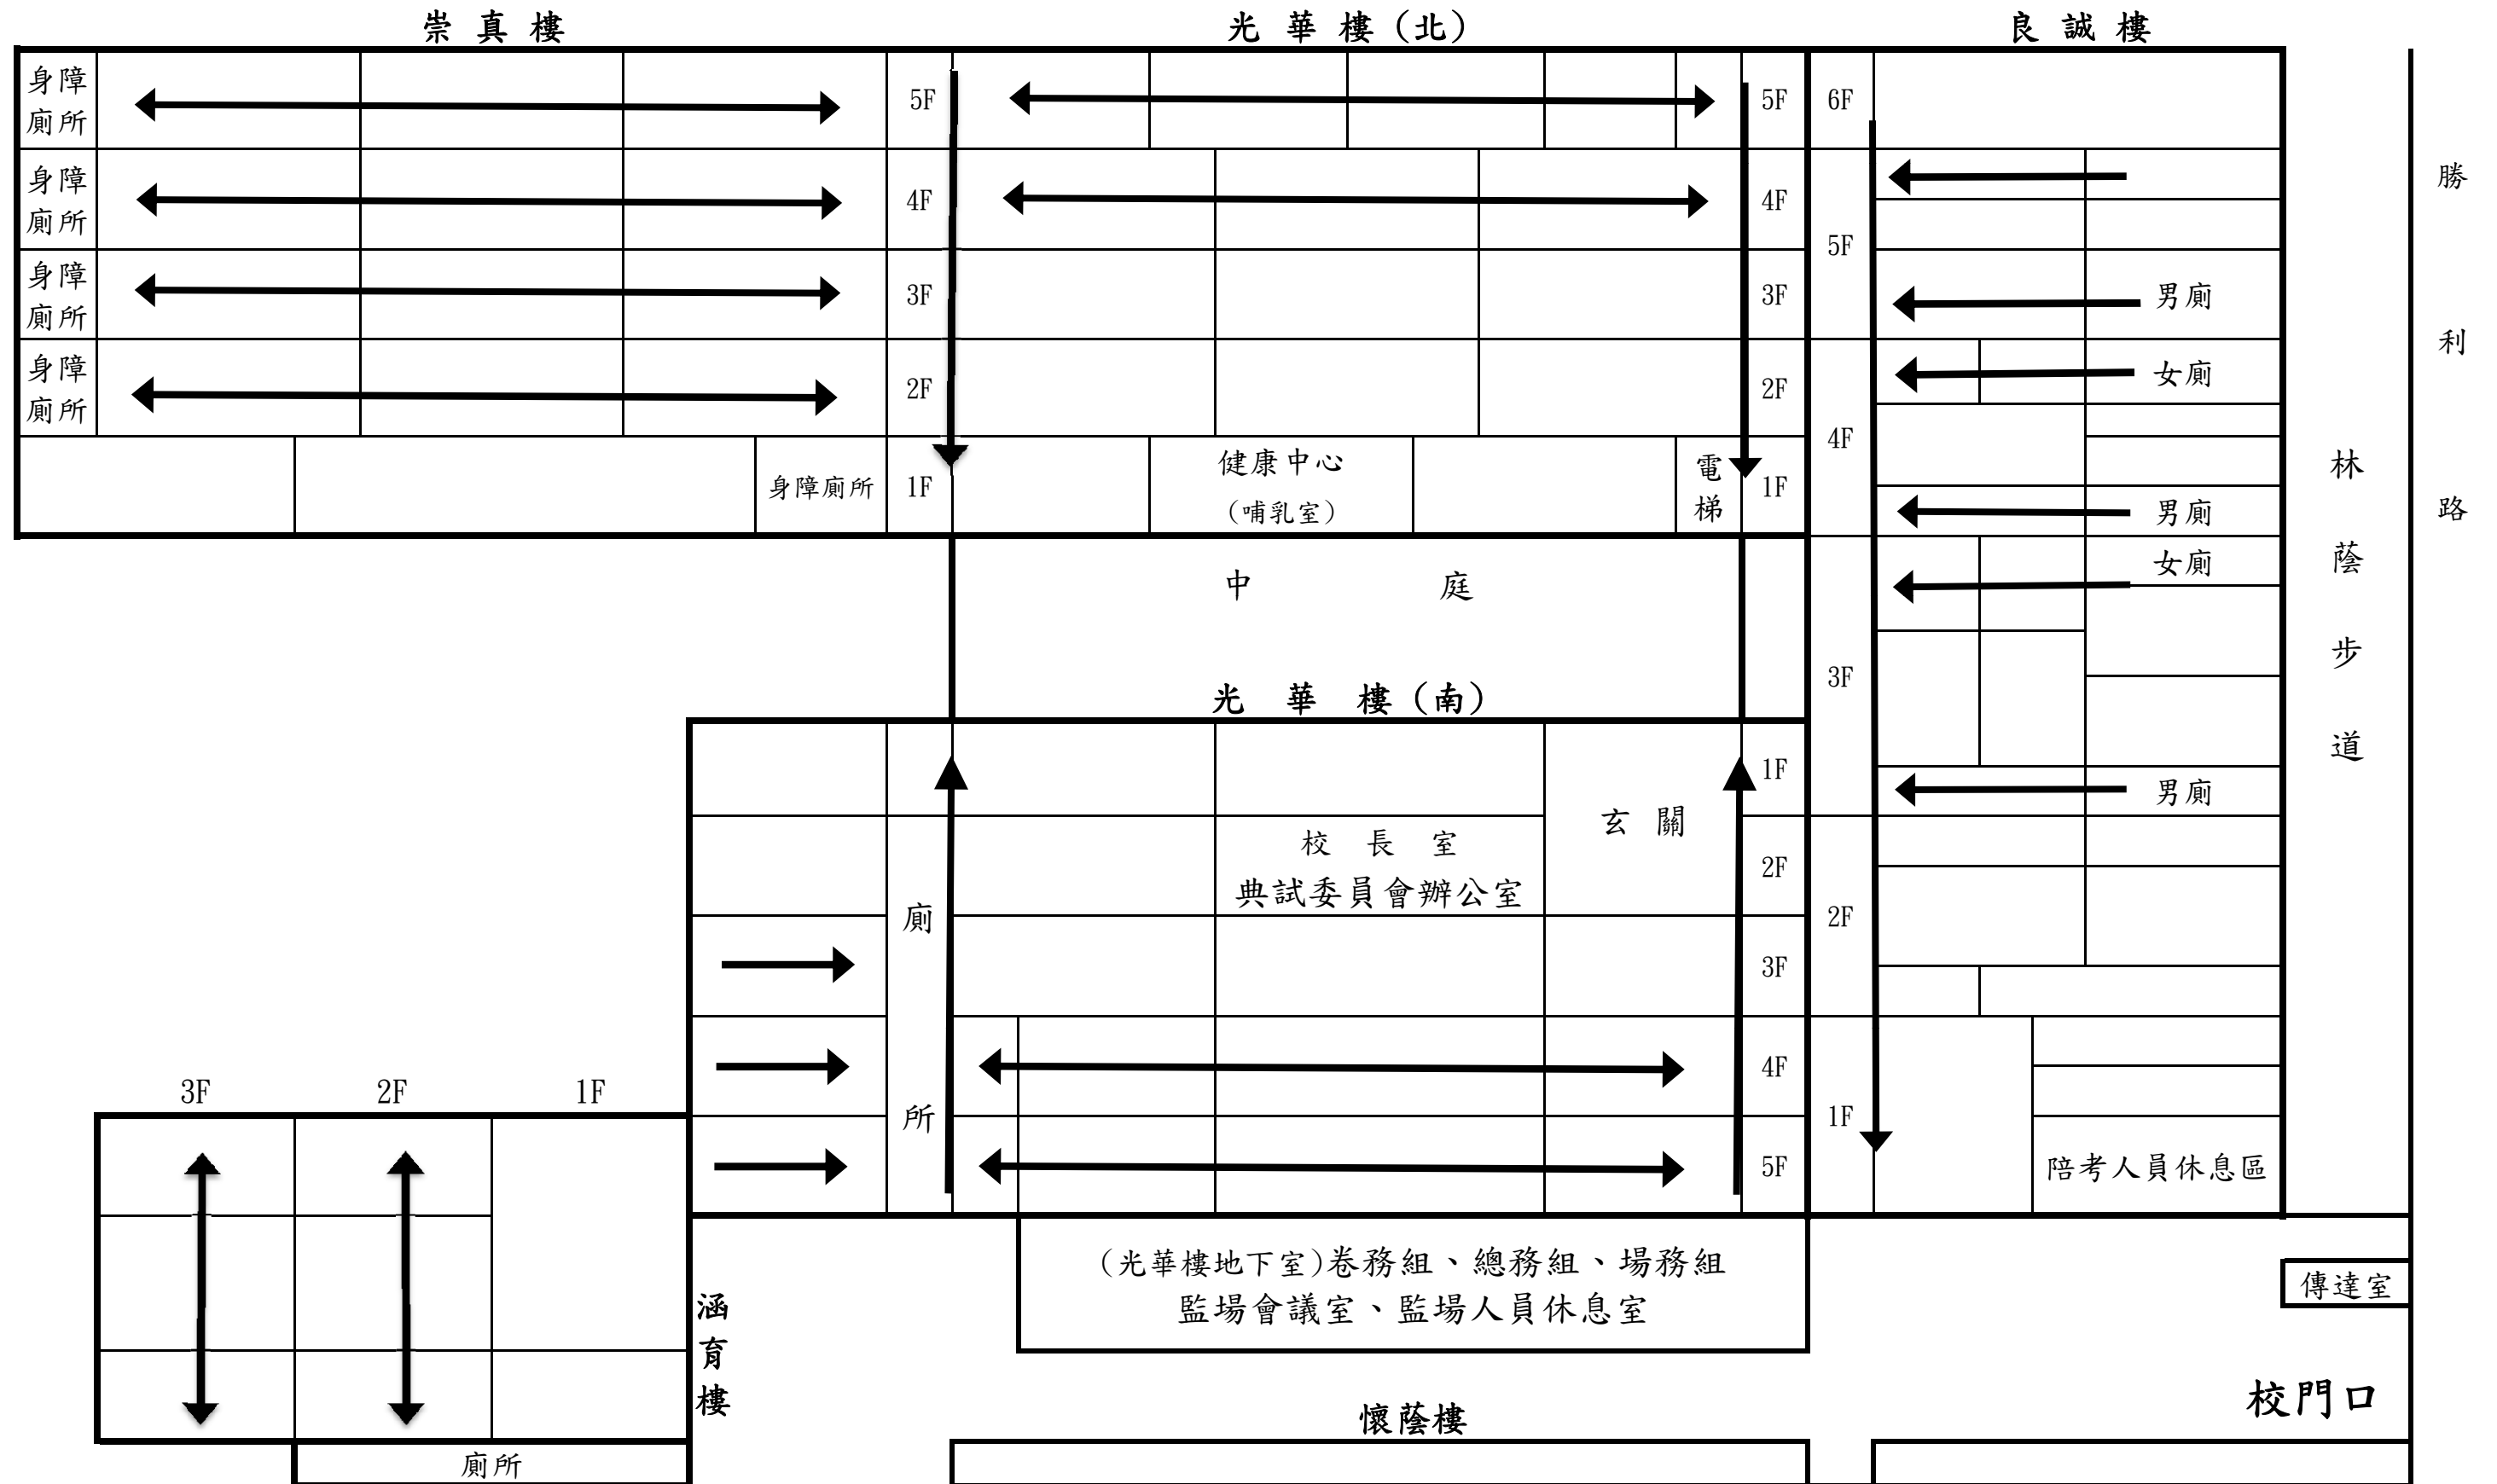 崇真樓
光華樓(北)
良誠樓
身障
廁所
5F
5F
6F
身障
廁所
4F
4F
5F
身障
廁所
3F
3F
男廁
身障
廁所
2F
2F
女廁
4F
身障廁所
1F
健康中心
(哺乳室)
電
梯
1F
男廁
中庭
女廁
3F
光華樓(南)
1F
男廁
玄關
校長室
典試委員會辦公室
2F
2F
廁
所
3F
4F
1F
5F
陪考人員休息區
勝
利
路
林
蔭
步
道
3F
2F
1F
(光華樓地下室)卷務組、總務組、場務組
監場會議室、監場人員休息室
傳達室
涵
育
樓
校門口
懷蔭樓
廁所